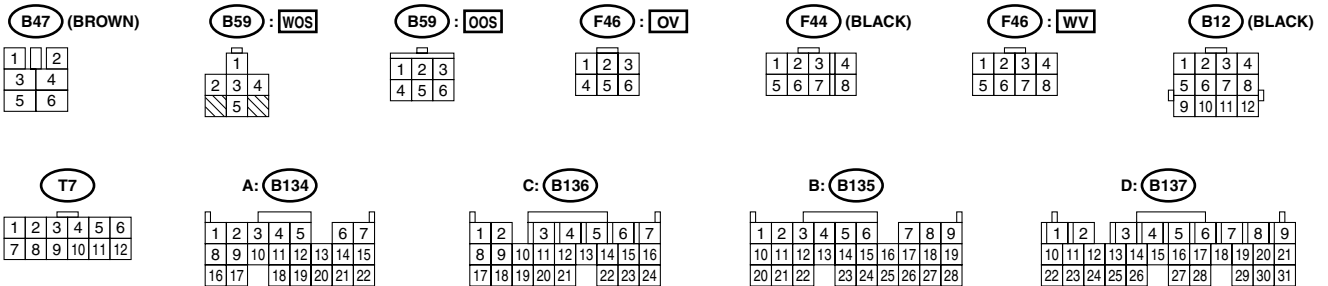 B47 (BROWN) B59 : WOS B59 : OOS F46 : OV F44 (BLACK) F46 : WV B12 (BLACK)
1 2
3 4
5 6
1
2 3 4
5
1 2 3
4 5 6
1 2 3
4 5 6
1 2 3 4
5 6 7 8
1 2 3 4
5 6 7 8
1 2 3 4
5 6 7 8
9 10 11 12
T7 A: B134 C: B136 B: B135 D: B137
1 2 3 4 5 6
7 8 9 10 11 12
1 2 3 4 5 6 7
8 9 10 11 12 13 14 15
16 17 18 19 20 21 22
1 2 3 4 5 6 7
8 9 10 11 12 13 14 15 16
17 18 19 20 21 22 23 24
1 2 3 4 5 6 7 8 9
10 11 12 13 14 15 16 17 18 19
20 21 22 23 24 25 26 27 28
1 2 3 4 5 6 7 8 9
10 11 12 13 14 15 16 17 18 19 20 21
22 23 24 25 26 27 28 29 30 31